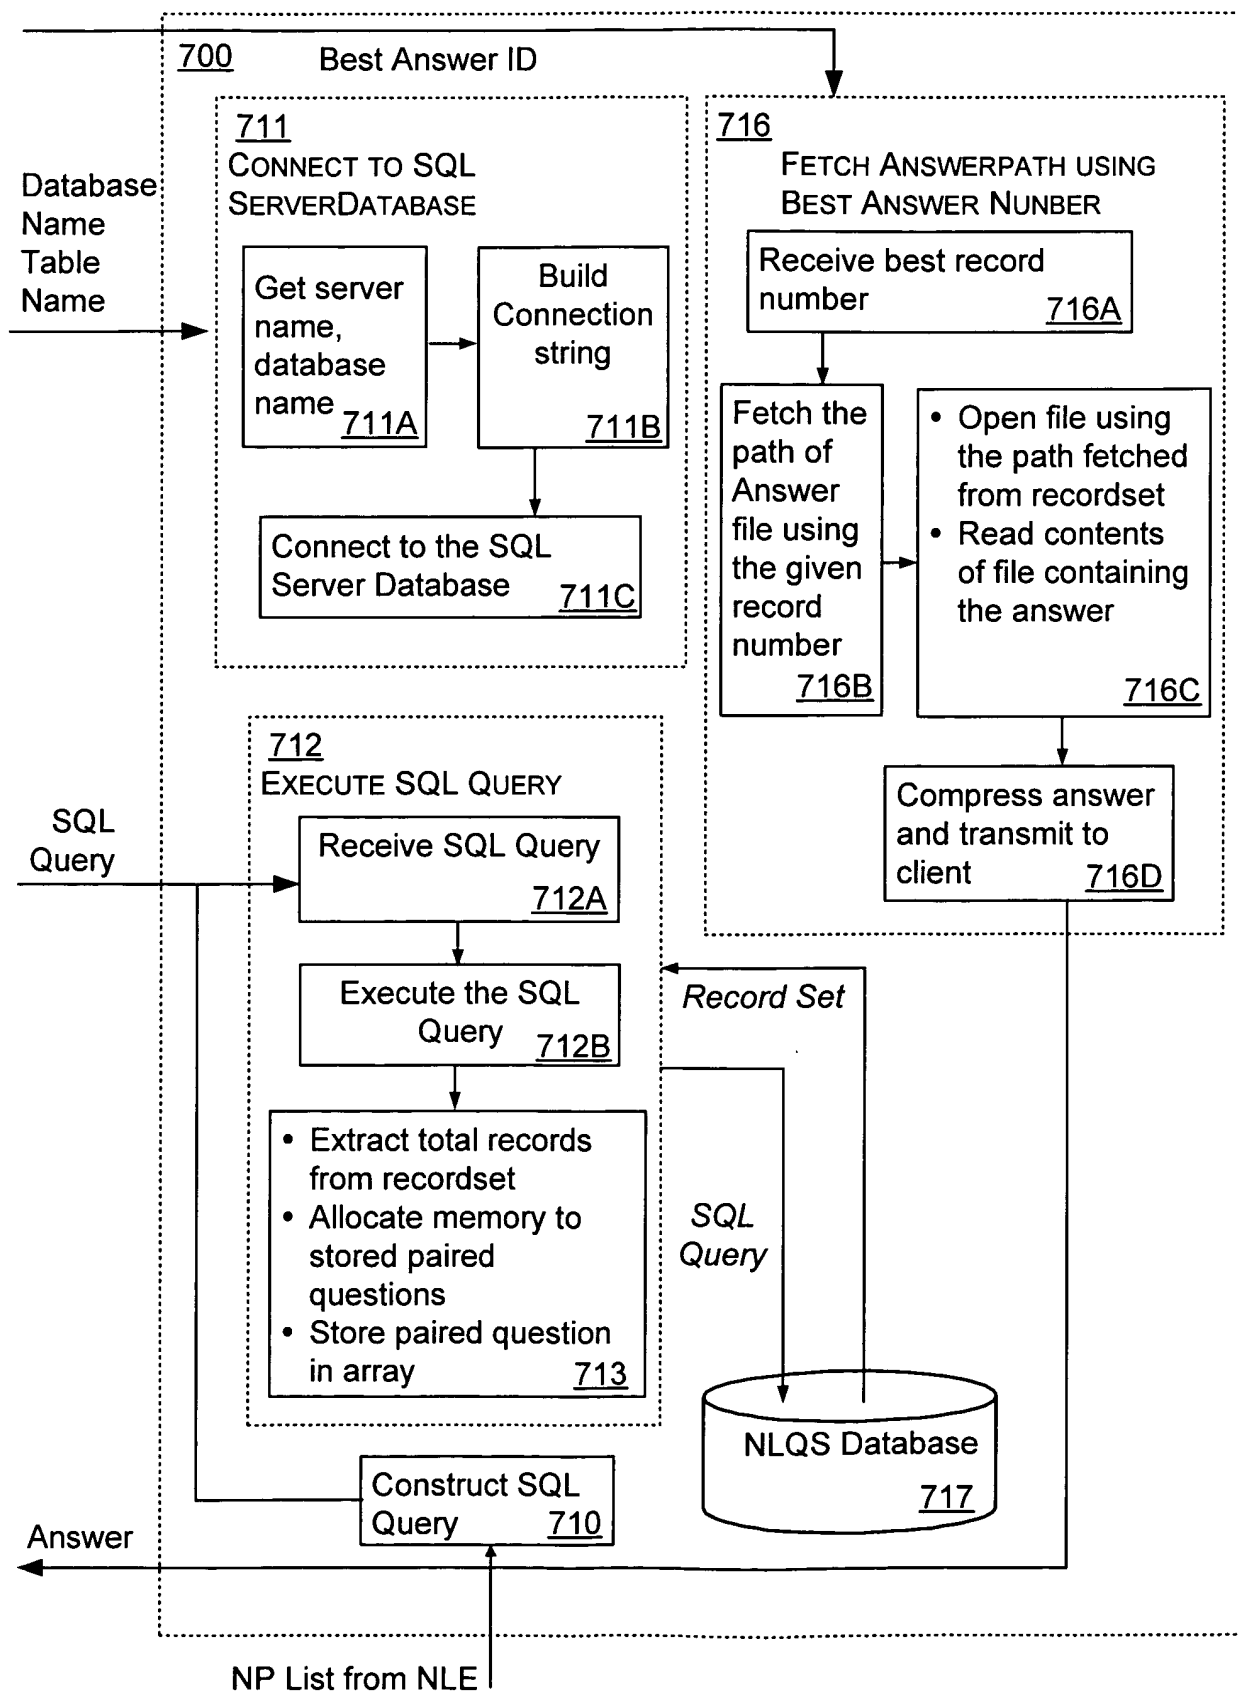 700 Best Answer ID
711
CONNECT TO SQL
SERVERDATABASE
Database
Name
Table
Name
Get server
name,
database
name 711A
Build
Connection
string
711B
Connect to the SQL
Server Database 711C
716
FETCH ANSWERPATH USING
BEST ANSWER NUNBER
Receive best record
number 716A
Fetch the
path of
Answer
file using
the given
record
number
716B
• Open file using
the path fetched
from recordset
• Read contents
of file containing
the answer
716C
Compress answer
and transmit to
client 716D
712
EXECUTE SQL QUERY
SQL
Query
Receive SQL Query
712A
Execute the SQL
Query 712B
• Extract total records
from recordset
• Allocate memory to
stored paired
questions
• Store paired question
in array 713
Record Set
SQL
Query
NLQS Database
717
Construct SQL
Query 710
Answer
NP List from NLE